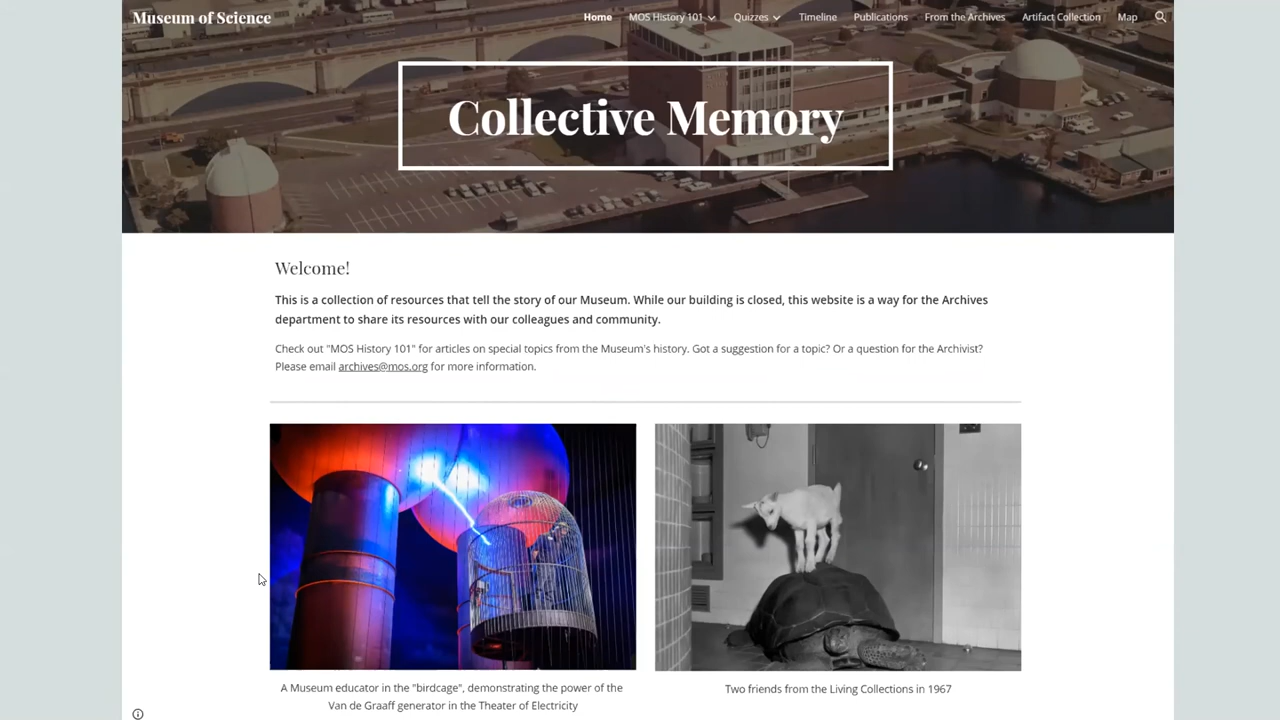 Museum of Science
Home MOS History 101 Quizzes Timeline Publications From the Archives Artifact Collection Map
Collective Memory
Welcome!
This is a collection of resources that tell the story of our Museum. While our building is closed, this website is a way for the Archives
department to share its resources with our colleagues and community.
Check out "MOS History 101" for articles on special topics from the Museum's history. Got a suggestion for a topic? Or a question for the Archivist?
Please email archives@mos.org for more information.
A Museum educator in the "birdcage", demonstrating the power of the
Van de Graaff generator in the Theater of Electricity
Two friends from the Living Collections in 1967